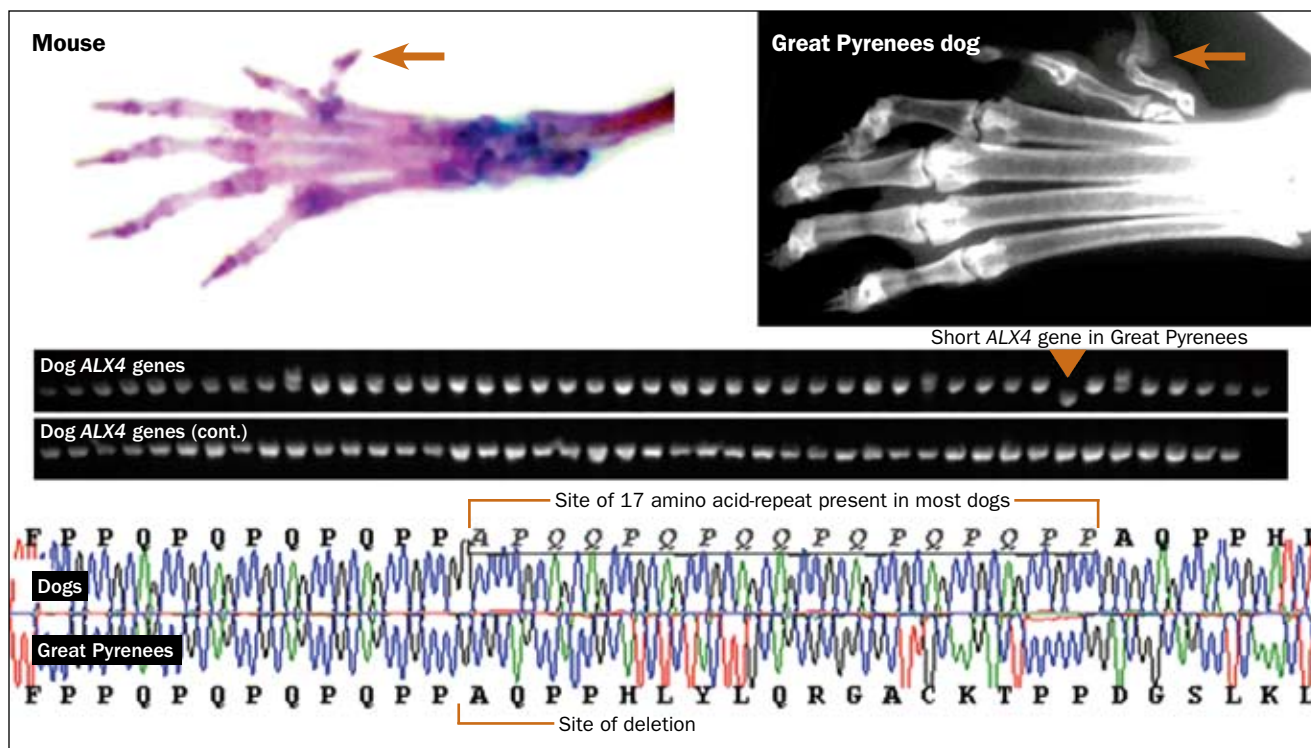 Mouse
Great Pyrenees dog
Short ALX4 gene in Great Pyrenees
Dog ALX4 genes
Dog ALX4 genes (cont.)
Site of 17 amino acid-repeat present in most dogs
F P P Q P Q P Q P Q P P A P Q Q P Q P Q Q P Q P Q P Q P P A Q P P H L
Dogs
Great Pyrenees
F P P Q P Q P Q P Q P P A Q P P H L Y L Q R G A C K T P P D G S L K L
Site of deletion